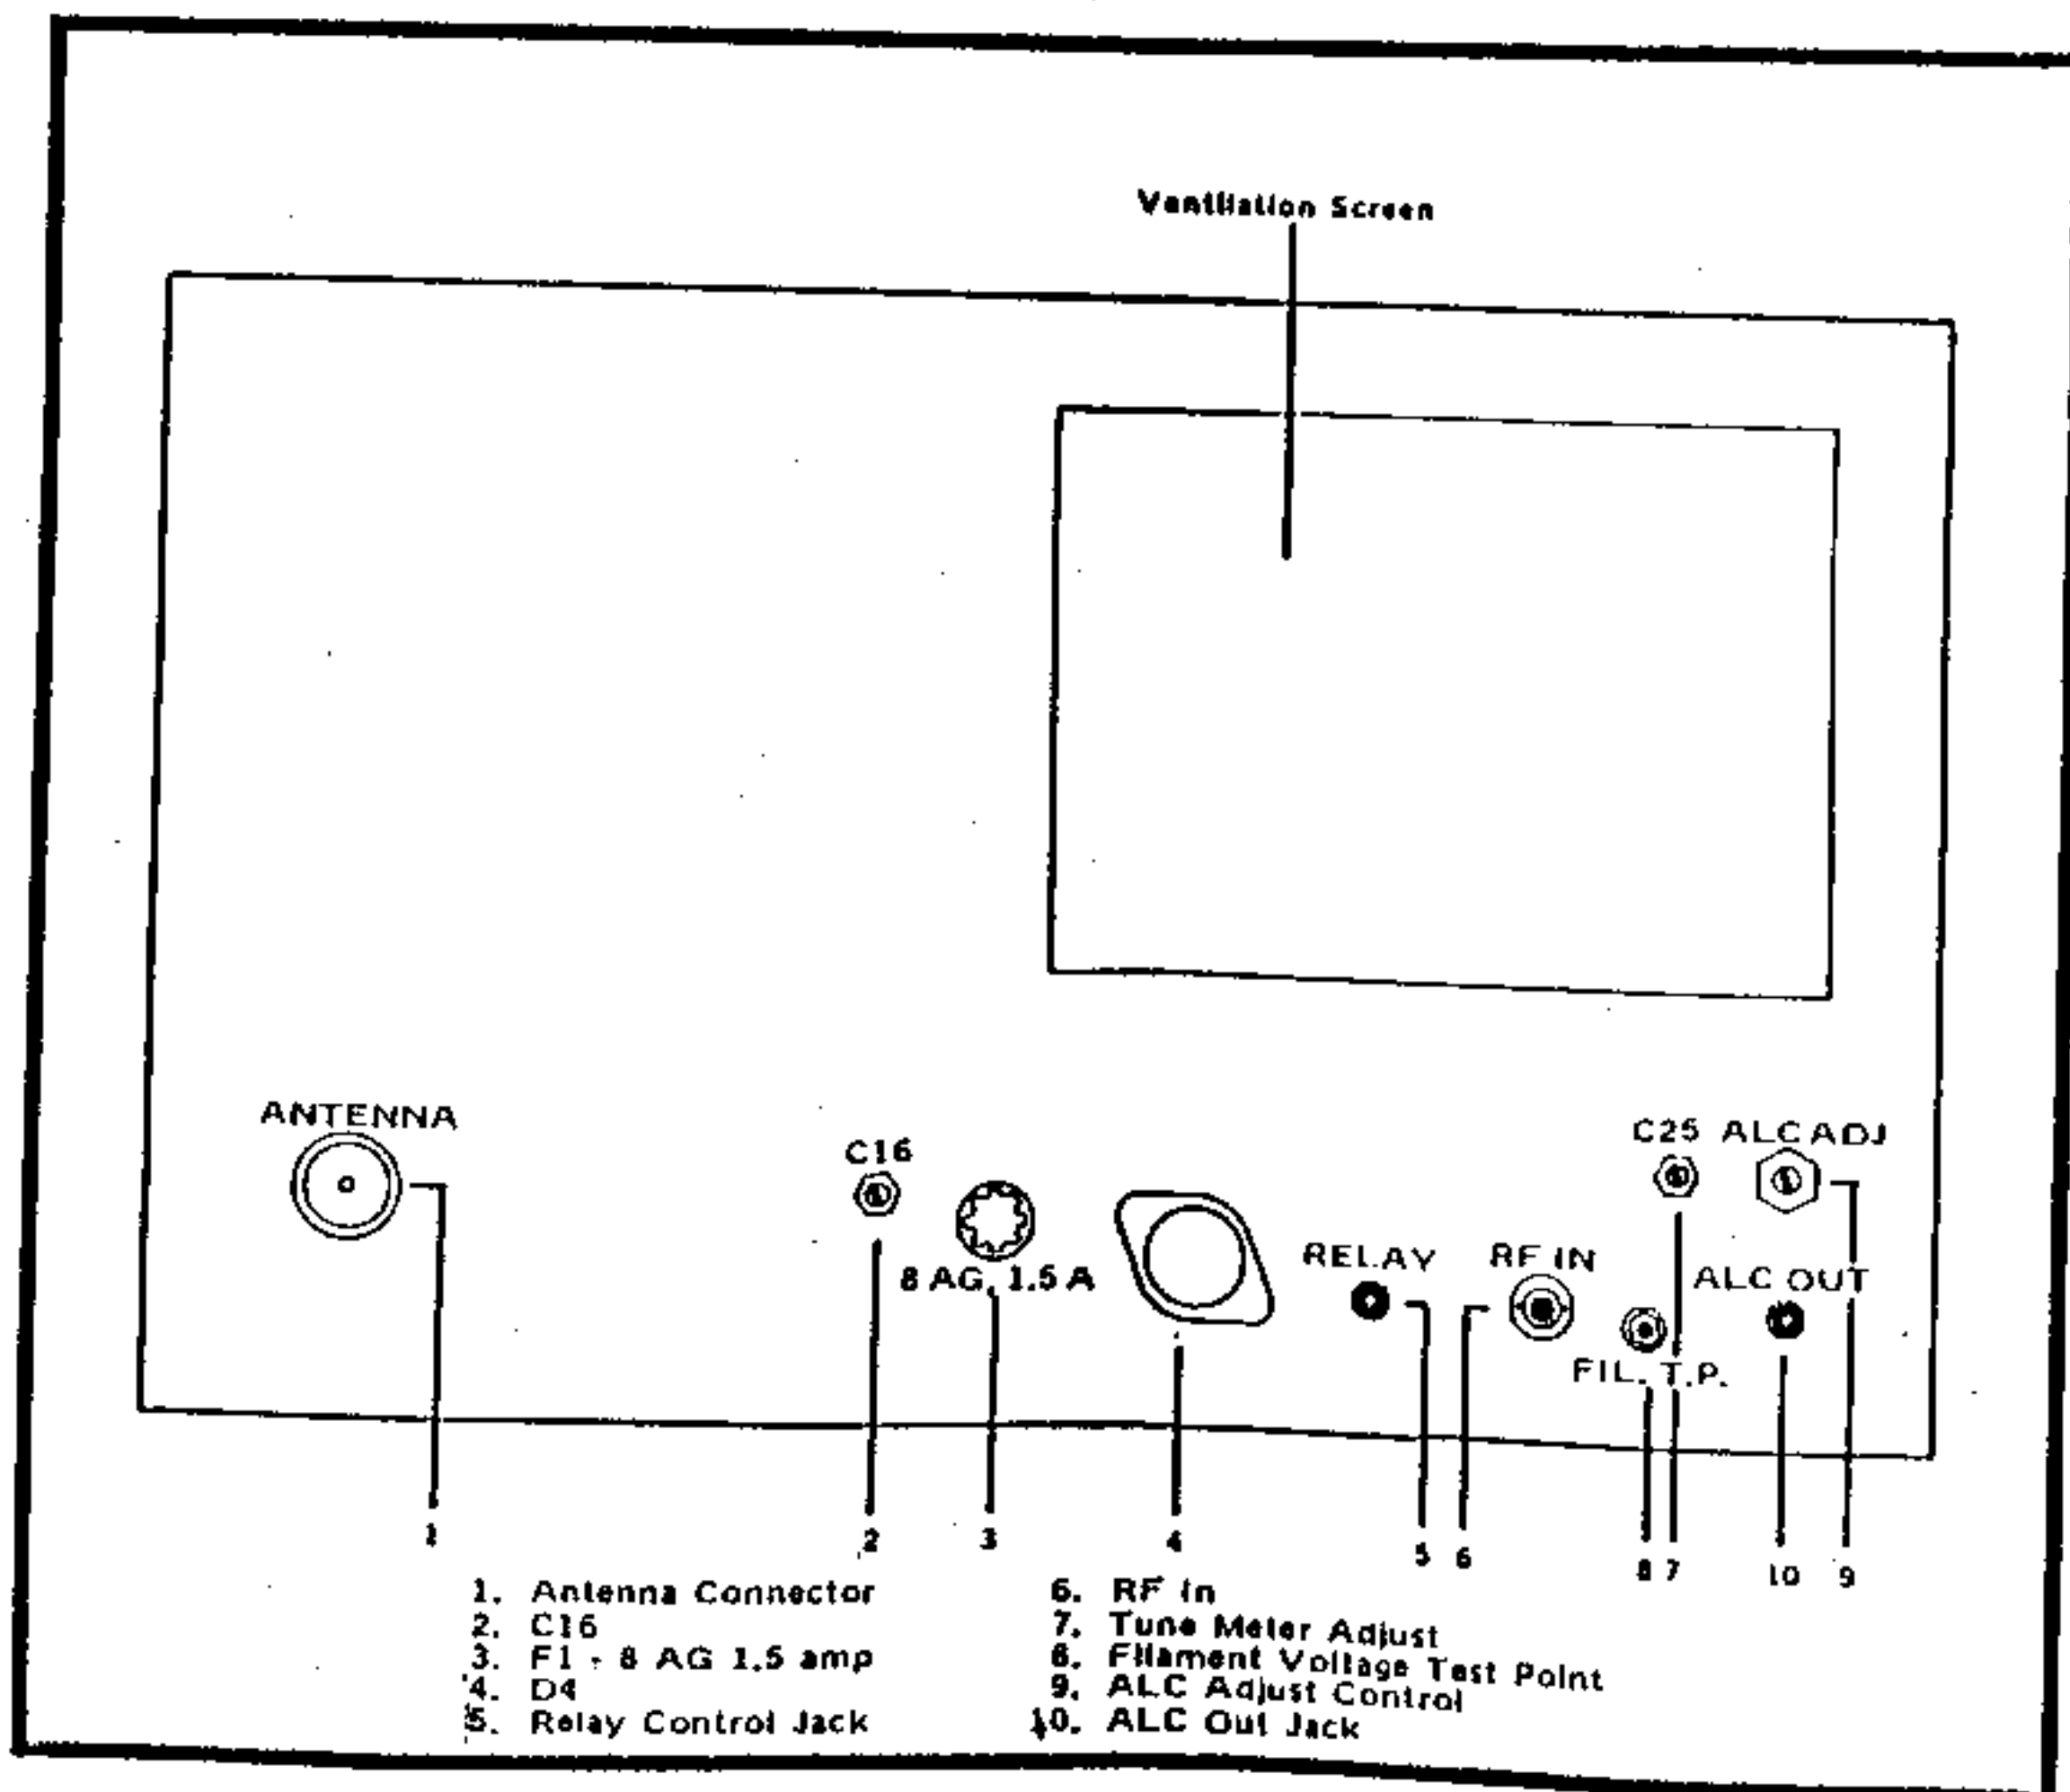 Ventilation Screen
ANTENNA
C16
8 AG, 1.5 A
RELAY
RF IN
C25
ALC ADJ
ALC OUT
FIL. T.P.
1
2
3
4
5
6
8
7
10
9
1. Antenna Connector
2. C16
3. F1 - 8 AG 1.5 amp
4. D4
5. Relay Control Jack
6. RF In
7. Tune Meter Adjust
8. Filament Voltage Test Point
9. ALC Adjust Control
10. ALC Out Jack